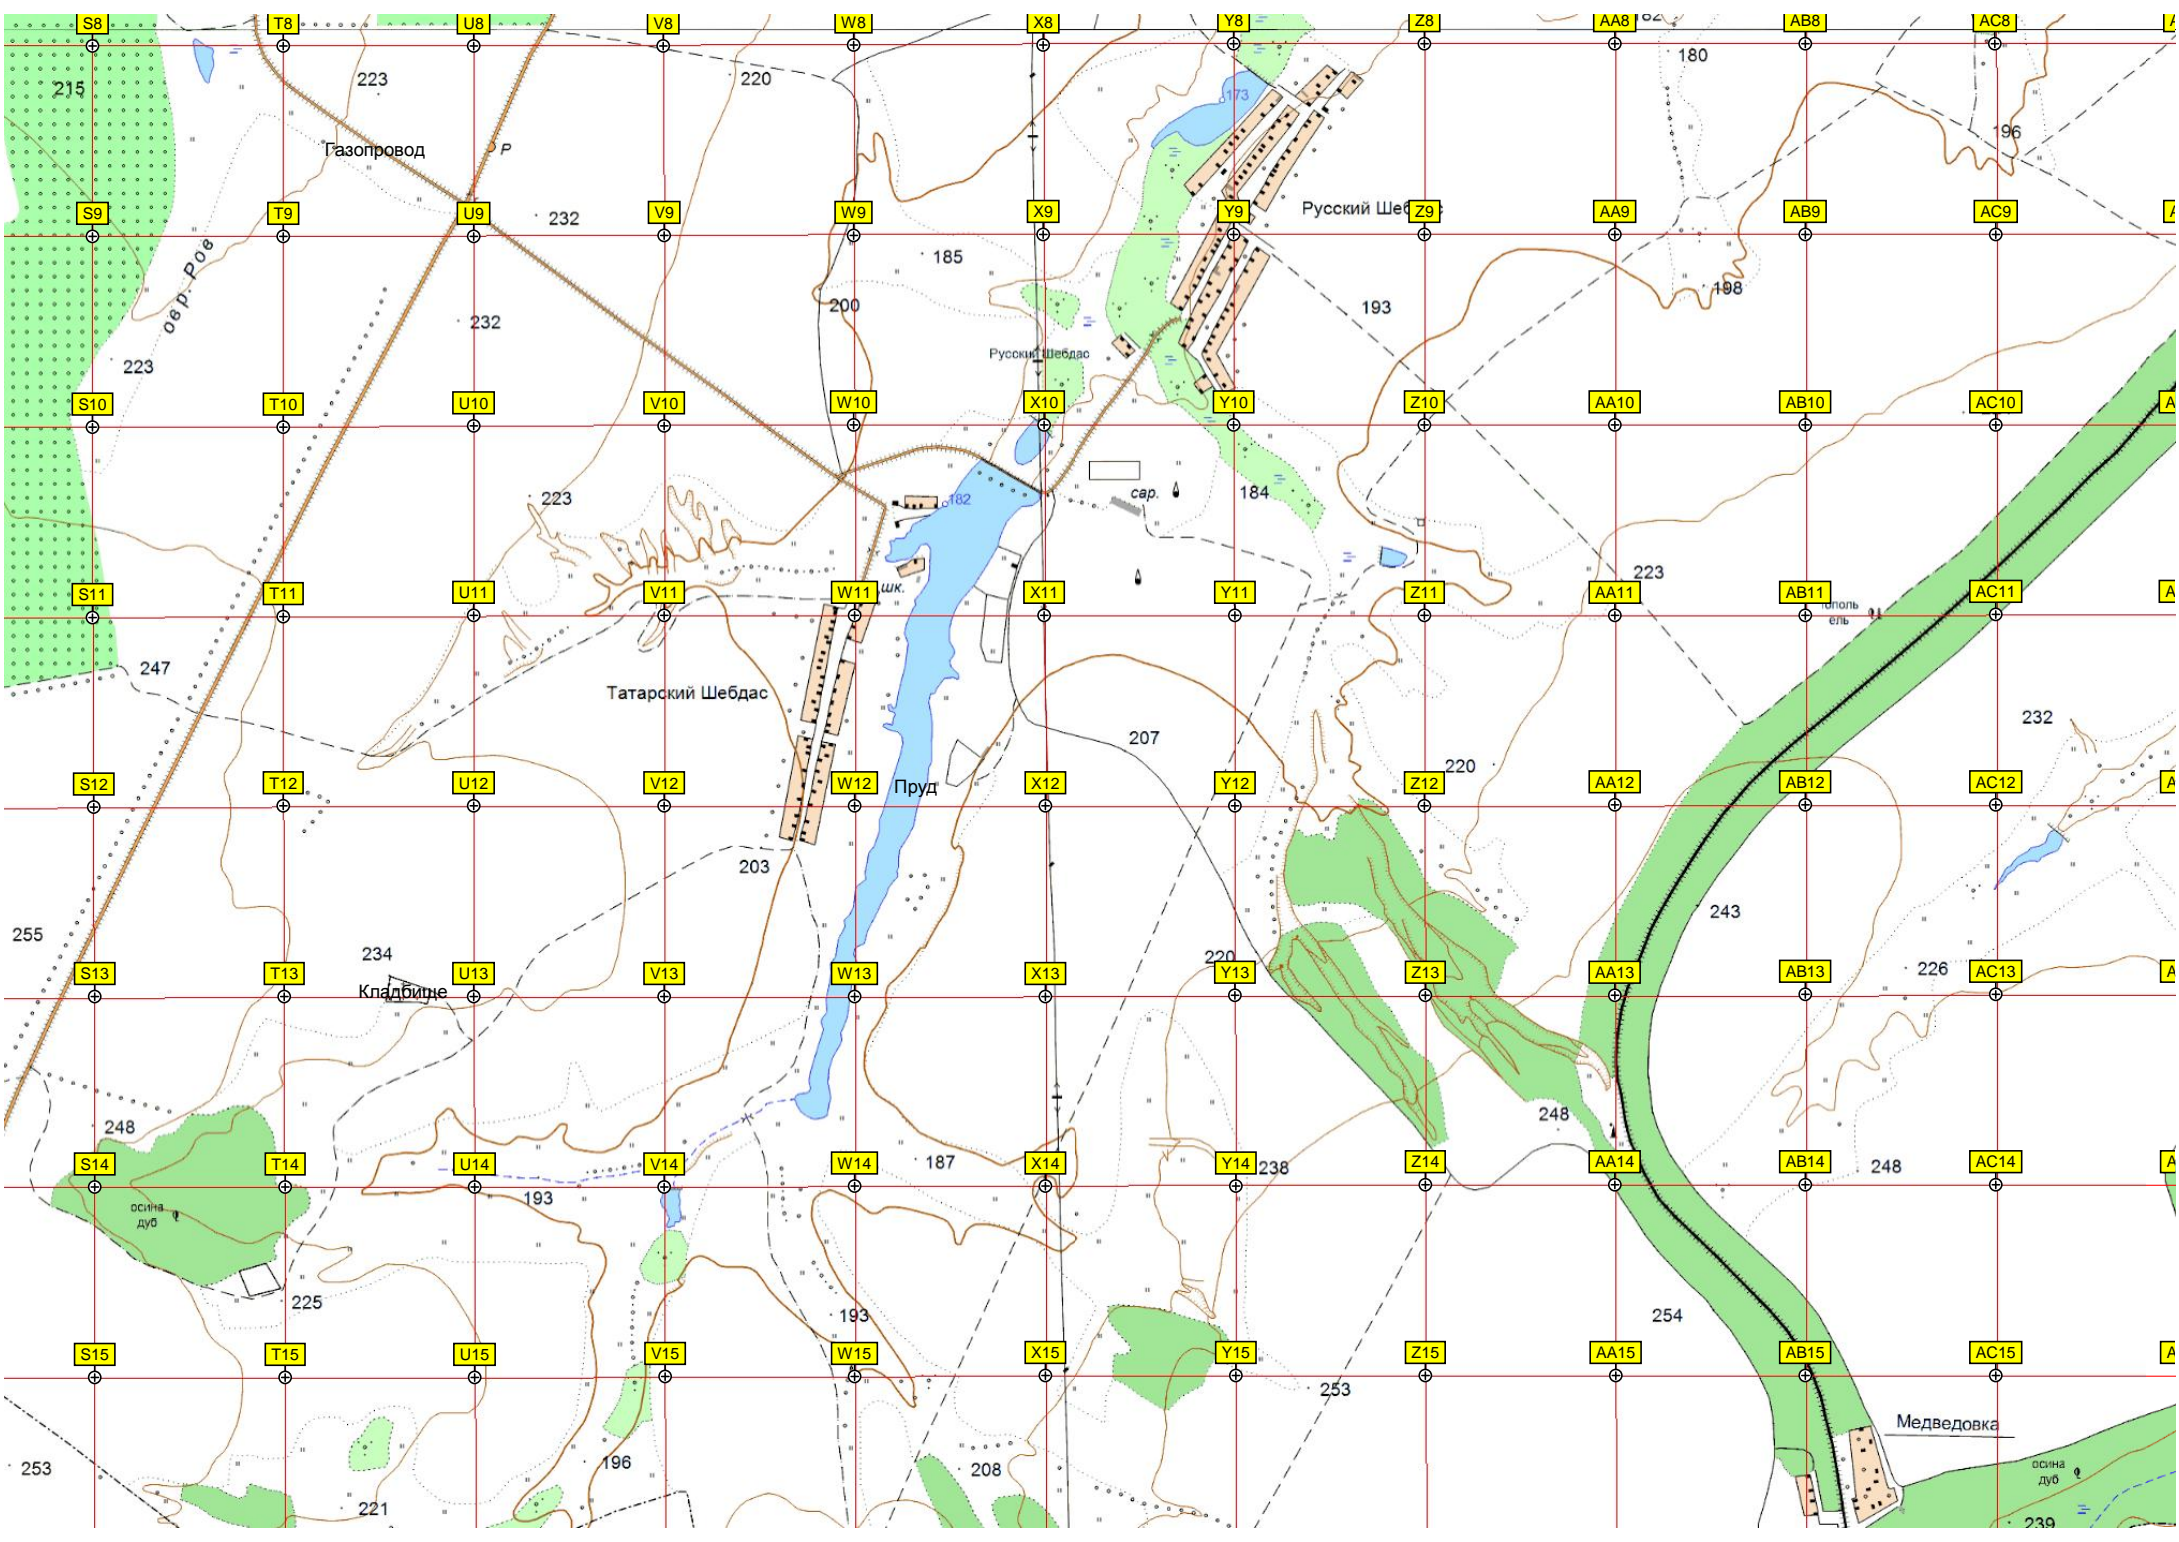 S8 T8 U8 V8 W8 X8 Y8 Z8 AA8 182 AB8 AC8
215 223 220 173 180 196
Газопровод Р
S9 T9 U9 232 V9 W9 X9 Y9 Русский Z9 AA9 AB9 AC9
овр. Ров
185
232 200 193 198
223 Русский Шебдас
S10 T10 U10 V10 W10 X10 Y10 Z10 AA10 AB10 AC10
223 182 сар. 184
шк. 223
S11 T11 U11 V11 W11 X11 Y11 Z11 AA11 AB11 AC11
ель
247
Татарский Шебдас
207 232
220
S12 T12 U12 V12 W12 Пруд X12 Y12 Z12 AA12 AB12 AC12
203
243
255
234 220 226
S13 T13 U13 V13 W13 X13 Y13 Z13 AA13 AB13 AC13
Кладбище
248 248
S14 T14 U14 V14 W14 187 X14 Y14 238 Z14 AA14 AB14 248 AC14
193
осина
дуб
225 193 254
S15 T15 U15 V15 W15 X15 Y15 Z15 AA15 AB15 AC15
253
Медведовка
253 196 208 осина
дуб
221 239